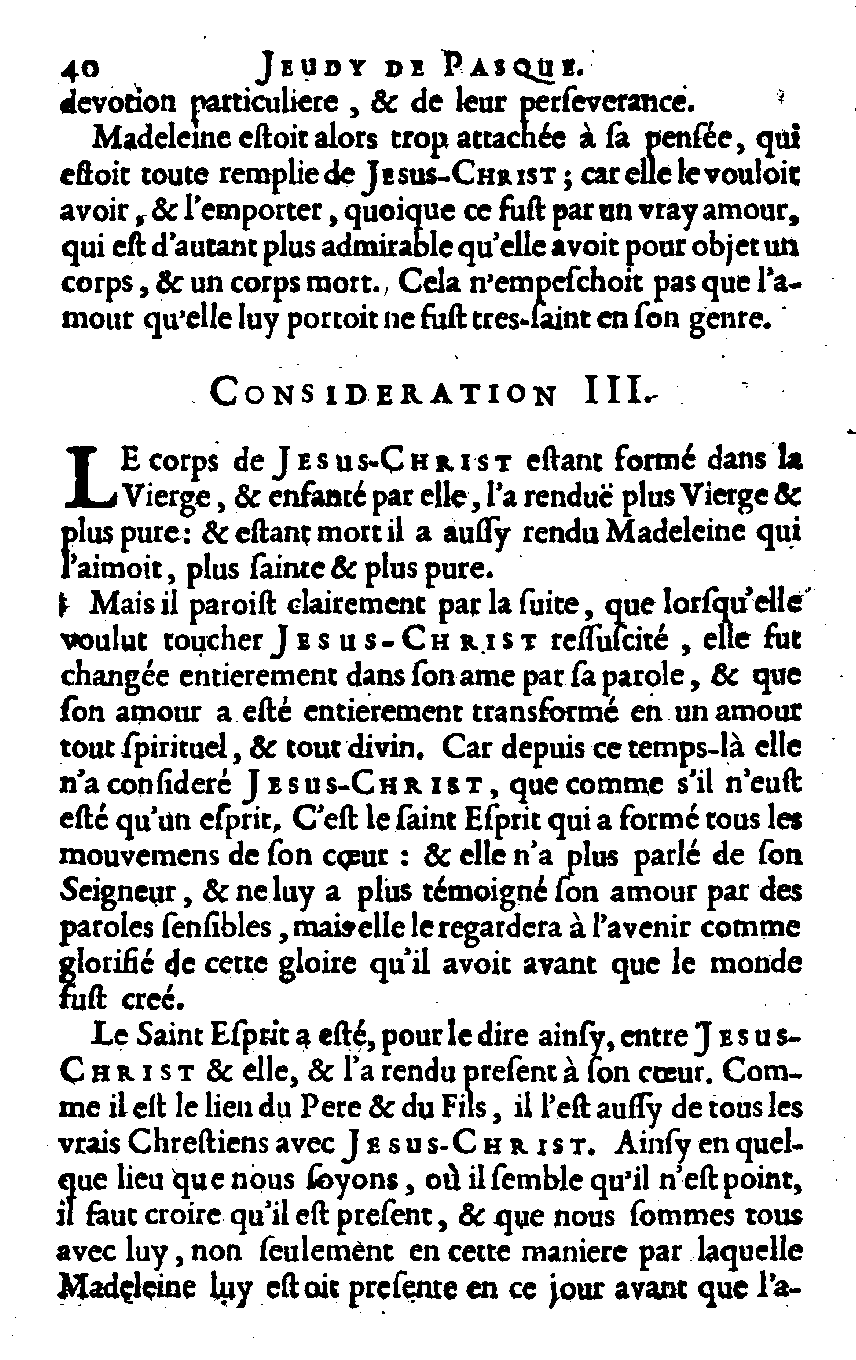 40 JEUDY DE PASQUE.
devotion particuliere, & de leur perſeverance.
Madeleine eſtoit alors trop attachée à ſa penſée, qui
eſtoit toute remplie de JESUS-CHRIST; car elle le vouloit
avoir, & l'emporter, quoique ce fuſt par un vray amour,
qui eſt d'autant plus admirable qu'elle avoit pour objet un
corps, & un corps mort. Cela n'empeſchoit pas que l'a-
mour qu'elle luy portoit ne fuſt tres-ſaint en ſon genre.
CONSIDERATION III.
LE corps de JESUS-CHRIST eſtant formé dans la
Vierge, & enfanté par elle, l'a renduë plus Vierge &
plus pure: & eſtant mort il a auſſy rendu Madeleine qui
l'aimoit, plus ſainte & plus pure.
Mais il paroiſt clairement par la ſuite, que lorſqu'elle
voulut toucher JESUS-CHRIST reſſuſcité, elle fut
changée entierement dans ſon ame par ſa parole, & que
ſon amour a eſté entierement transformé en un amour
tout ſpirituel, & tout divin. Car depuis ce temps-là elle
n'a conſideré JESUS-CHRIST, que comme s'il n'euſt
eſté qu'un eſprit. C'eſt le ſaint Eſprit qui a formé tous les
mouvemens de ſon cœur: & elle n'a plus parlé de ſon
Seigneur, & ne luy a plus témoigné ſon amour par des
paroles ſenſibles, mais elle le regardera à l'avenir comme
glorifié de cette gloire qu'il avoit avant que le monde
fuſt creé.
Le Saint Eſprit a eſté, pour le dire ainſy, entre JESUS-
CHRIST & elle, & l'a rendu preſent à ſon cœur. Com-
me il eſt le lien du Pere & du Fils, il l'eſt auſſy de tous les
vrais Chreſtiens avec JESUS-CHRIST. Ainſy en quel-
que lieu que nous ſoyons, où il ſemble qu'il n'eſt point,
il faut croire qu'il eſt preſent, & que nous ſommes tous
avec luy, non ſeulement en cette maniere par laquelle
Madeleine luy eſtoit preſente en ce jour avant que l'a-